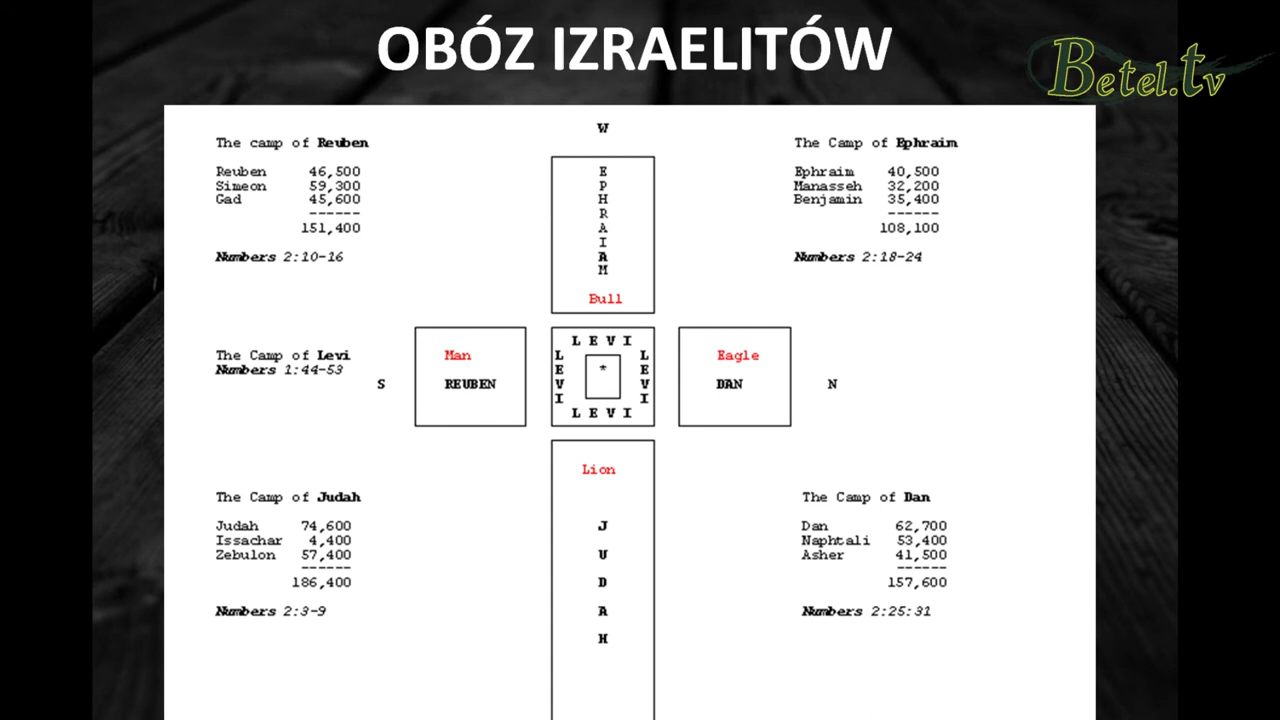 OBÓZ IZRAELITÓW
Betel.tv
The camp of Reuben
Reuben 46,500
Simeon 59,300
Gad 45,600
------
151,400
Numbers 2:10-16
W
E
P
H
R
A
I
A
M
Bull
The Camp of Ephraim
Ephraim 40,500
Manasseh 32,200
Benjamin 35,400
------
108,100
Numbers 2:18-24
The Camp of Levi
Numbers 1:44-53
S
Man
REUBEN
L E V I
L
E
V
I
*
L
E
V
I
L E V I
Eagle
DAN
N
Lion
J
U
D
A
H
The Camp of Judah
Judah 74,600
Issachar 4,400
Zebulon 57,400
------
186,400
Numbers 2:3-9
The Camp of Dan
Dan 62,700
Naphtali 53,400
Asher 41,500
------
157,600
Numbers 2:25:31